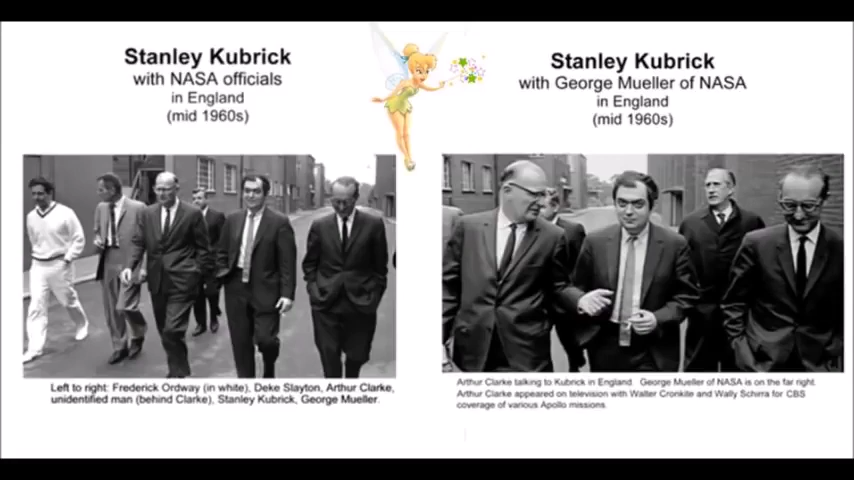 Stanley Kubrick
with NASA officials
in England
(mid 1960s)
Left to right: Frederick Ordway (in white), Deke Slayton, Arthur Clarke,
unidentified man (behind Clarke), Stanley Kubrick, George Mueller.
Stanley Kubrick
with George Mueller of NASA
in England
(mid 1960s)
Arthur Clarke talking to Kubrick in England. George Mueller of NASA is on the far right.
Arthur Clarke appeared on television with Walter Cronkite and Wally Schirra for CBS
coverage of various Apollo missions.